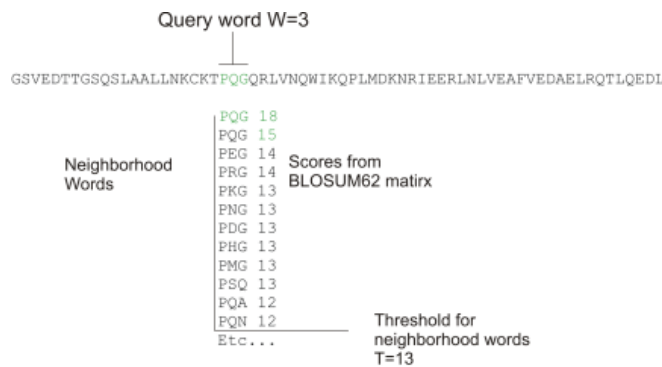 Query word W=3
GSVEDTTGSQSLAALLNKCKTPQGQRLVNQWIKQPLMDKNRIEERLNLVEAFVEDAELRQTLQEDL
PQG 18
PQG 15
PEG 14
PRG 14
PKG 13
PNG 13
PDG 13
PHG 13
PMG 13
PSQ 13
PQA 12
PQN 12
Etc...
Neighborhood
Words
Scores from
BLOSUM62 matirx
Threshold for
neighborhood words
T=13